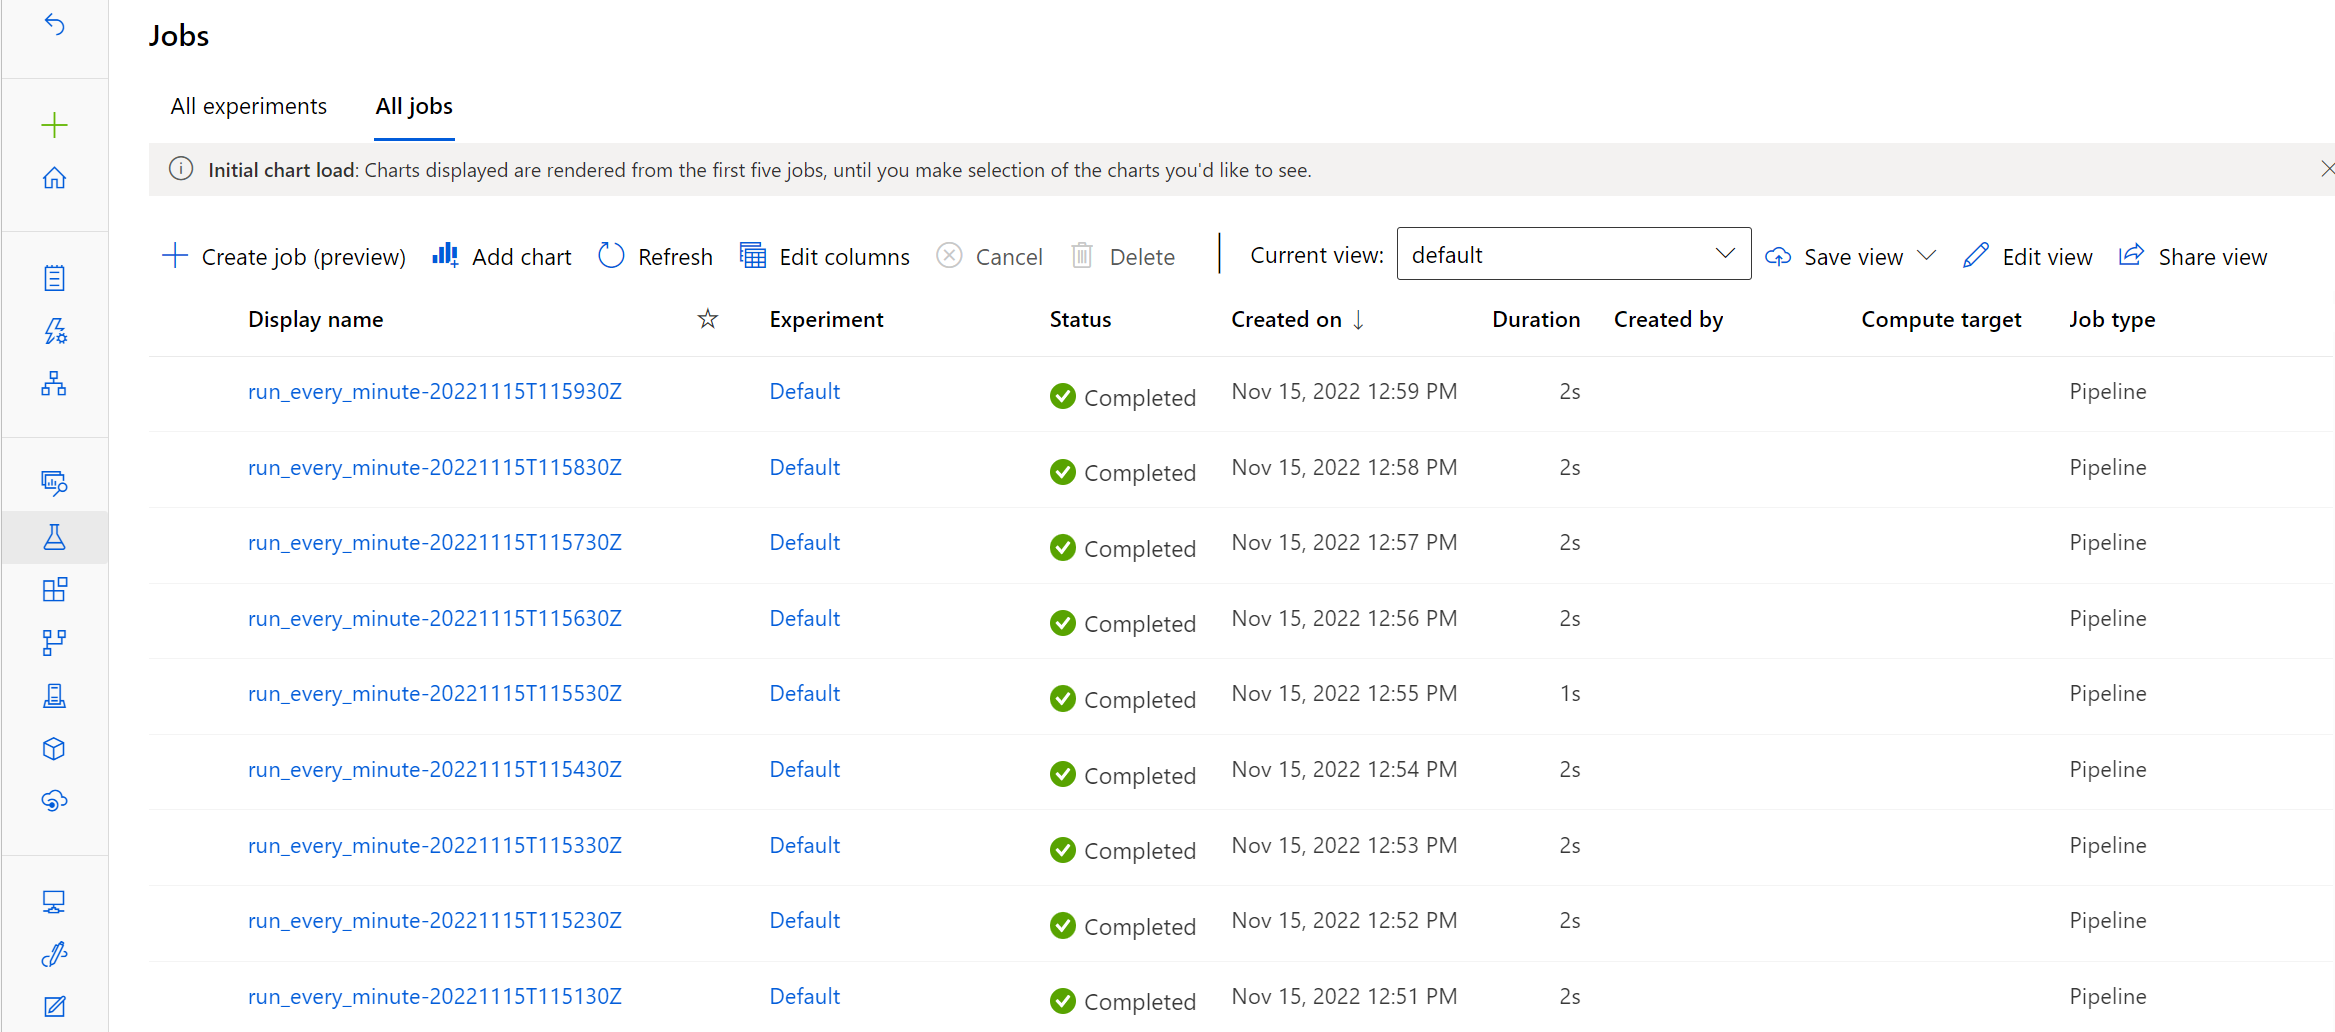 Jobs
All experiments All jobs
Initial chart load: Charts displayed are rendered from the first five jobs, until you make selection of the charts you'd like to see.
Create job (preview) Add chart Refresh Edit columns Cancel Delete Current view: default Save view Edit view Share view
Display name Experiment Status Created on Duration Created by Compute target Job type
run_every_minute-20221115T115930Z Default Completed Nov 15, 2022 12:59 PM 2s Pipeline
run_every_minute-20221115T115830Z Default Completed Nov 15, 2022 12:58 PM 2s Pipeline
run_every_minute-20221115T115730Z Default Completed Nov 15, 2022 12:57 PM 2s Pipeline
run_every_minute-20221115T115630Z Default Completed Nov 15, 2022 12:56 PM 2s Pipeline
run_every_minute-20221115T115530Z Default Completed Nov 15, 2022 12:55 PM 1s Pipeline
run_every_minute-20221115T115430Z Default Completed Nov 15, 2022 12:54 PM 2s Pipeline
run_every_minute-20221115T115330Z Default Completed Nov 15, 2022 12:53 PM 2s Pipeline
run_every_minute-20221115T115230Z Default Completed Nov 15, 2022 12:52 PM 2s Pipeline
run_every_minute-20221115T115130Z Default Completed Nov 15, 2022 12:51 PM 2s Pipeline